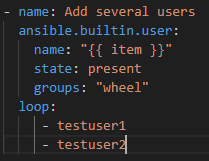 - name: Add several users
  ansible.builtin.user:
    name: "{{ item }}"
    state: present
    groups: "wheel"
  loop:
     - testuser1
     - testuser2